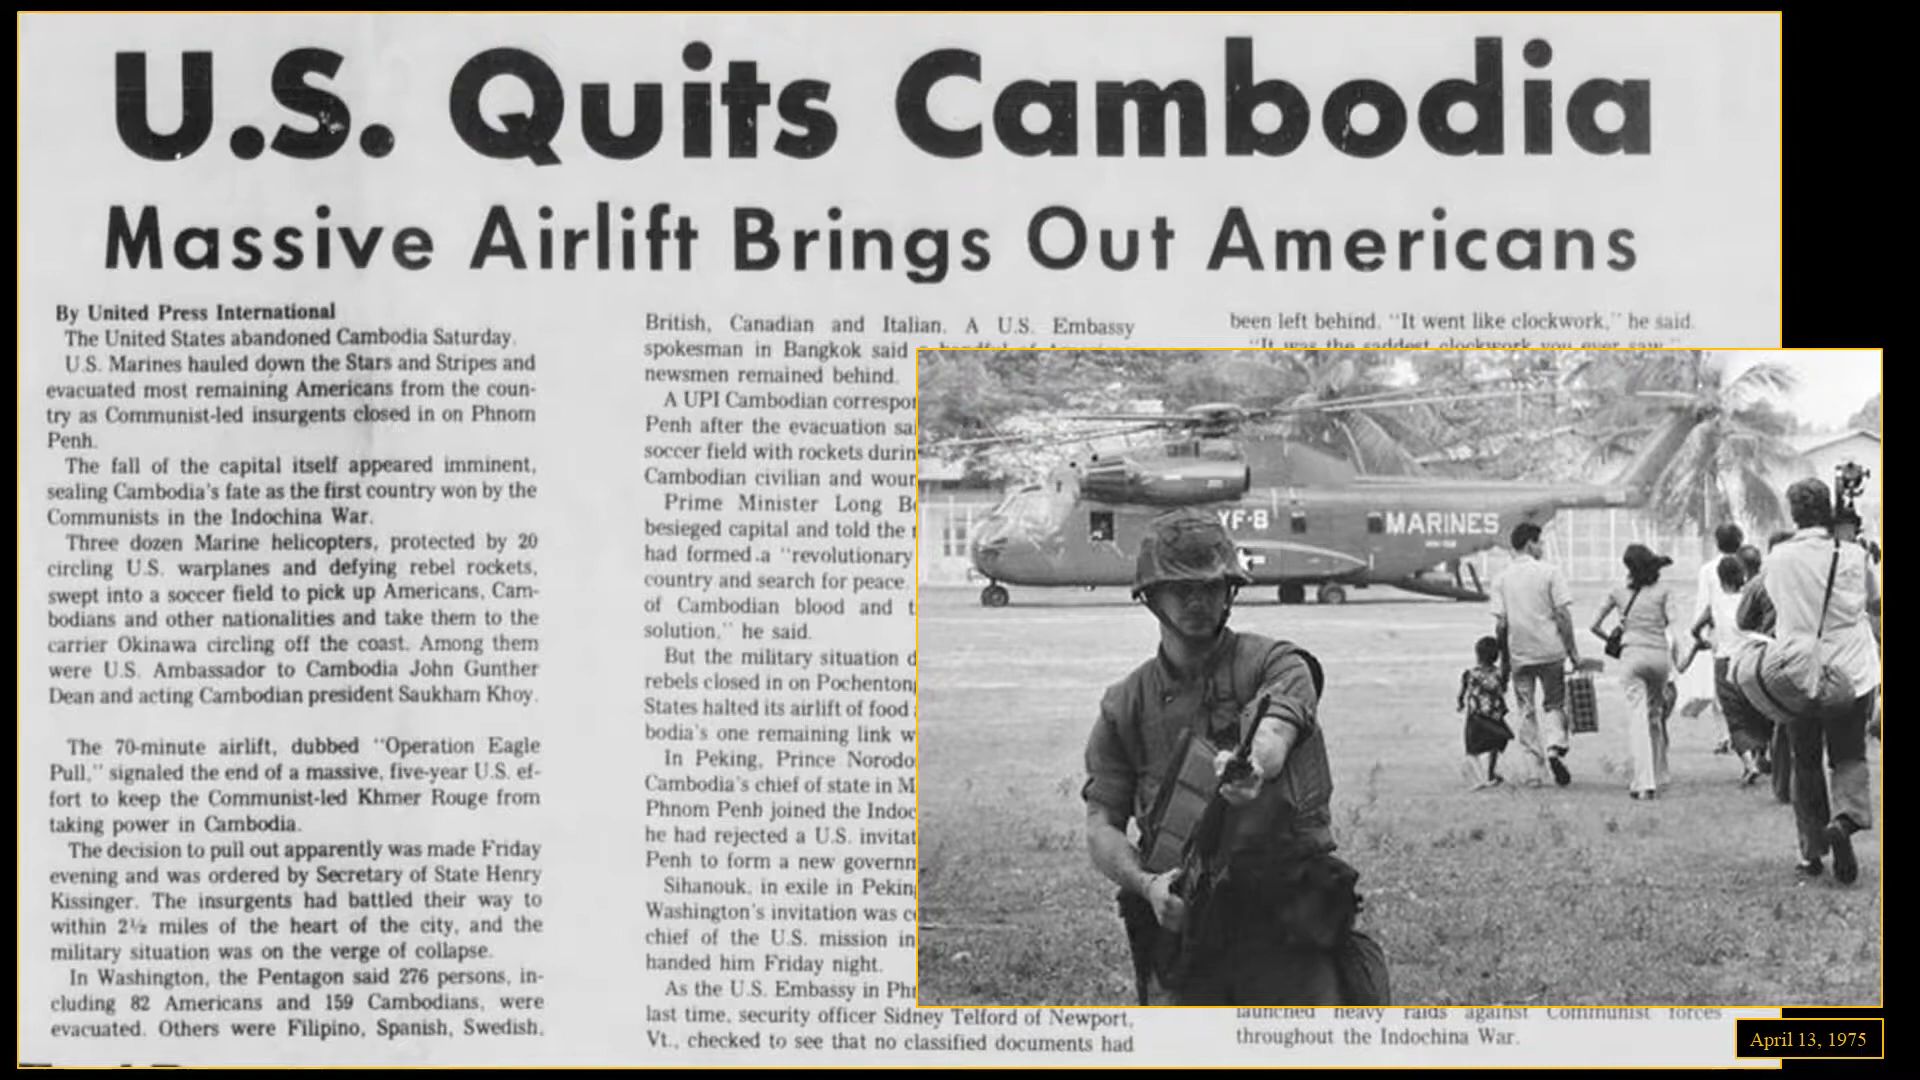 U.S. Quits Cambodia
Massive Airlift Brings Out Americans
By United Press International
The United States abandoned Cambodia Saturday.
U.S. Marines hauled down the Stars and Stripes and
evacuated most remaining Americans from the coun-
try as Communist-led insurgents closed in on Phnom
Penh.
The fall of the capital itself appeared imminent,
sealing Cambodia's fate as the first country won by the
Communists in the Indochina War.
Three dozen Marine helicopters, protected by 20
circling U.S. warplanes and defying rebel rockets,
swept into a soccer field to pick up Americans, Cam-
bodians and other nationalities and take them to the
carrier Okinawa circling off the coast. Among them
were U.S. Ambassador to Cambodia John Gunther
Dean and acting Cambodian president Saukham Khoy.
The 70-minute airlift, dubbed "Operation Eagle
Pull," signaled the end of a massive, five-year U.S. ef-
fort to keep the Communist-led Khmer Rouge from
taking power in Cambodia.
The decision to pull out apparently was made Friday
evening and was ordered by Secretary of State Henry
Kissinger. The insurgents had battled their way to
within 2½ miles of the heart of the city, and the
military situation was on the verge of collapse.
In Washington, the Pentagon said 276 persons, in-
cluding 82 Americans and 159 Cambodians, were
evacuated. Others were Filipino, Spanish, Swedish,
British, Canadian and Italian. A U.S. Embassy
spokesman in Bangkok said a handful of
newsmen remained behind.
A UPI Cambodian
Penh after the evacuation
soccer field with rockets
Cambodian civilian and
Prime Minister Long
besieged capital and told the
had formed a "revolutionary
country and search for peace.
of Cambodian blood and
solution," he said.
But the military situation
rebels closed in on
States halted its airlift of food
bodia's one remaining link
In Peking, Prince
Cambodia's chief of state in
Phnom Penh joined the
he had rejected a U.S.
Penh to form a new
Sihanouk, in exile in
Washington's invitation was
chief of the U.S. mission in
handed him Friday night.
As the U.S. Embassy in
last time, security officer Sidney Telford of Newport,
Vt., checked to see that no classified documents had
been left behind. "It went like clockwork," he said.
"It was the saddest clockwork you ever saw."
YF-8
MARINES
launched heavy raids against Communist forces
throughout the Indochina War.
April 13, 1975